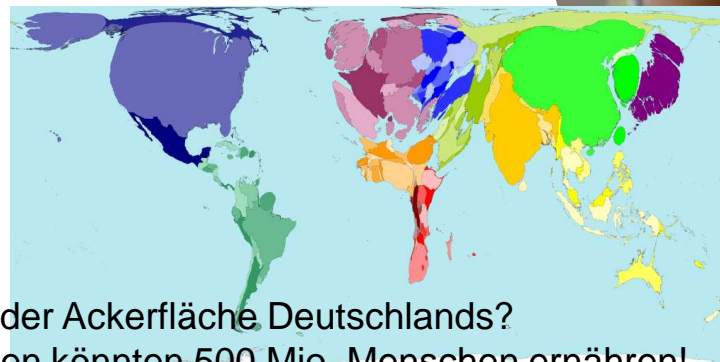 der Ackerfläche Deutschlands?
en könnten 500 Mio. Menschen ernähren!